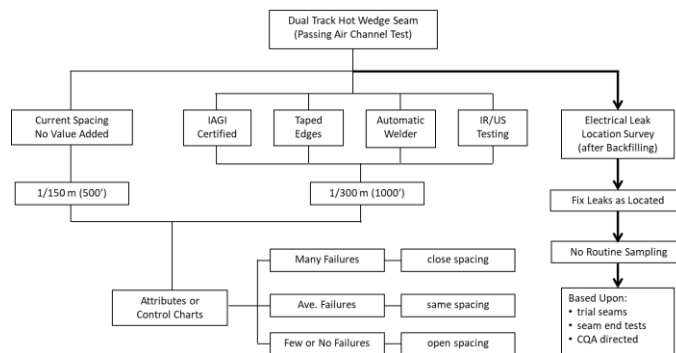 Dual Track Hot Wedge Seam
(Passing Air Channel Test)
Current Spacing
No Value Added
IAGI
Certified
Taped
Edges
Automatic
Welder
IR/US
Testing
Electrical Leak
Location Survey
(after Backfilling)
1/150 m (500’)
1/300 m (1000’)
Fix Leaks as Located
No Routine Sampling
Many Failures
close spacing
Attributes or
Control Charts
Ave. Failures
same spacing
Few or No Failures
open spacing
Based Upon:
• trial seams
• seam end tests
• CQA directed